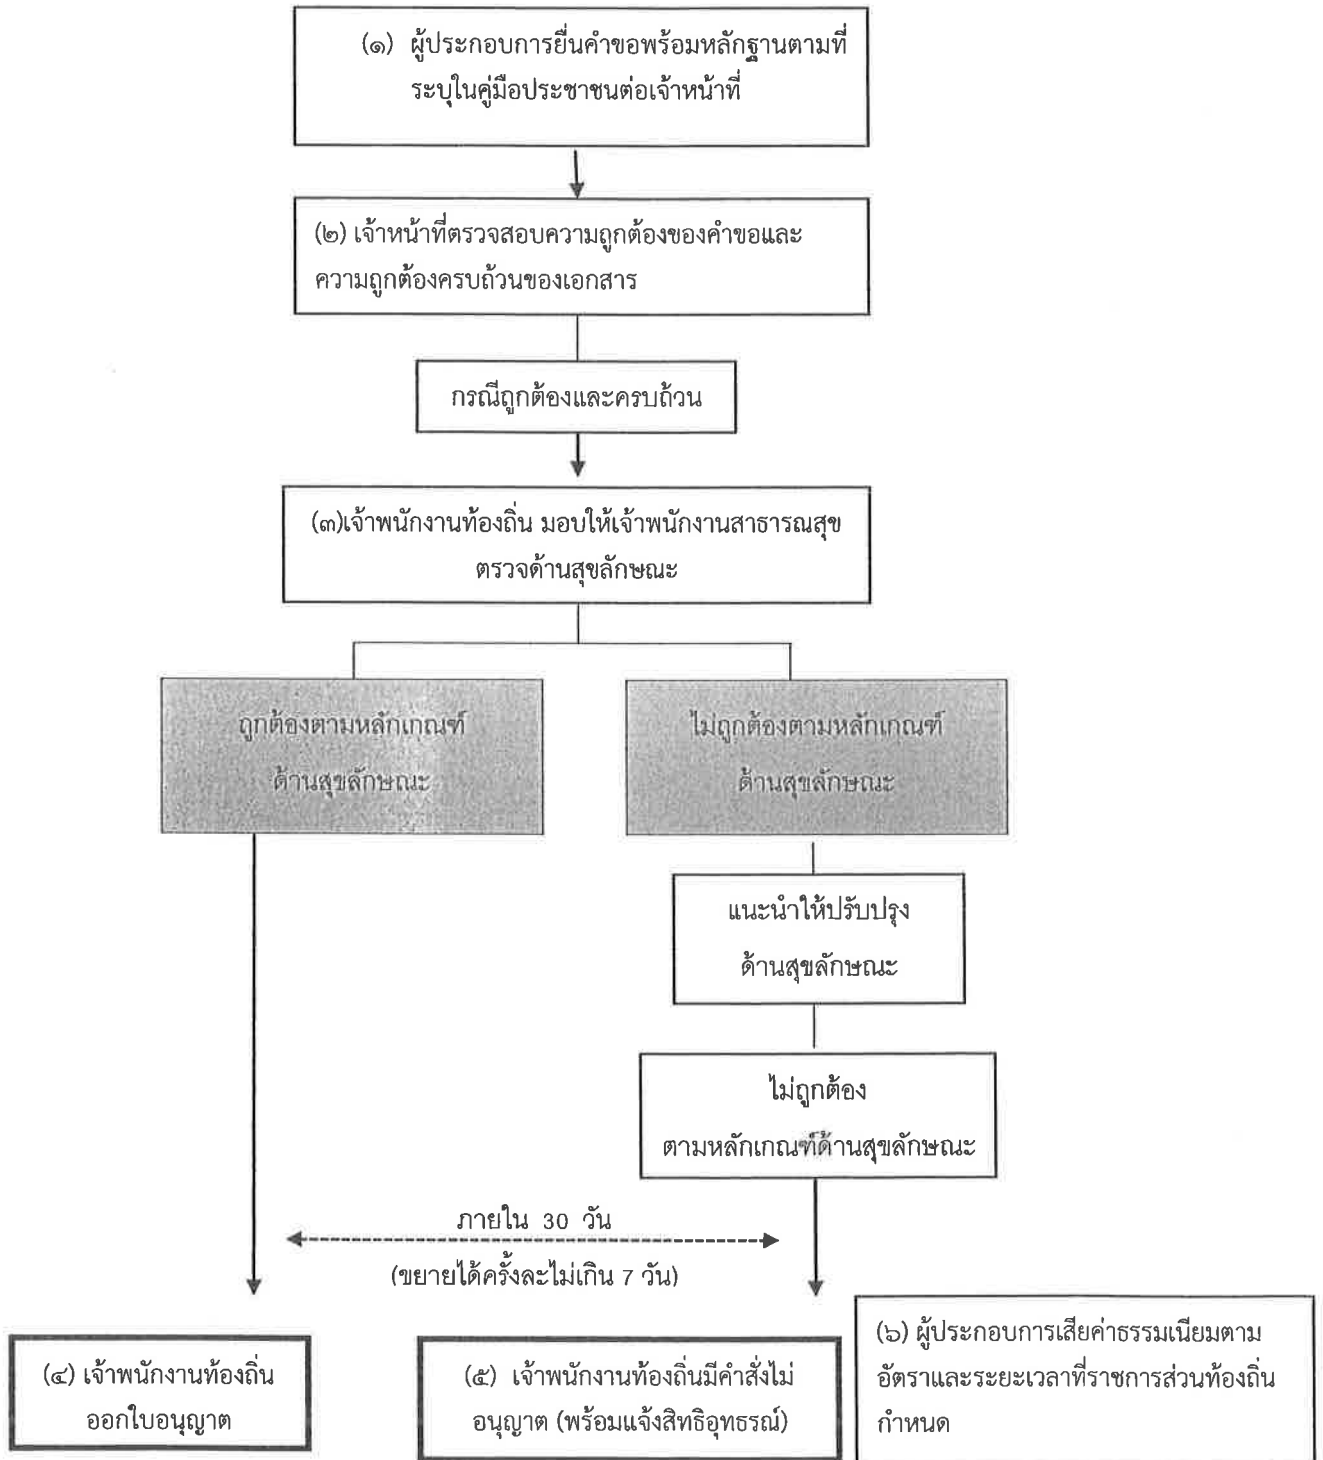 (๑) ผู้ประกอบการยื่นคำขอพร้อมหลักฐานตามที่
ระบุในคู่มือประชาชนต่อเจ้าหน้าที่
(๒) เจ้าหน้าที่ตรวจสอบความถูกต้องของคำขอและ
ความถูกต้องครบถ้วนของเอกสาร
กรณีถูกต้องและครบถ้วน
(๓)เจ้าพนักงานท้องถิ่น มอบให้เจ้าพนักงานสาธารณสุข
ตรวจด้านสุขลักษณะ
ถูกต้องตามหลักเกณฑ์
ด้านสุขลักษณะ
ไม่ถูกต้องตามหลักเกณฑ์
ด้านสุขลักษณะ
แนะนำให้ปรับปรุง
ด้านสุขลักษณะ
ไม่ถูกต้อง
ตามหลักเกณฑ์ด้านสุขลักษณะ
ภายใน 30 วัน
(ขยายได้ครั้งละไม่เกิน 7 วัน)
(๔) เจ้าพนักงานท้องถิ่น
ออกใบอนุญาต
(๕) เจ้าพนักงานท้องถิ่นมีคำสั่งไม่
อนุญาต (พร้อมแจ้งสิทธิอุทธรณ์)
(๖) ผู้ประกอบการเสียค่าธรรมเนียมตาม
อัตราและระยะเวลาที่ราชการส่วนท้องถิ่น
กำหนด